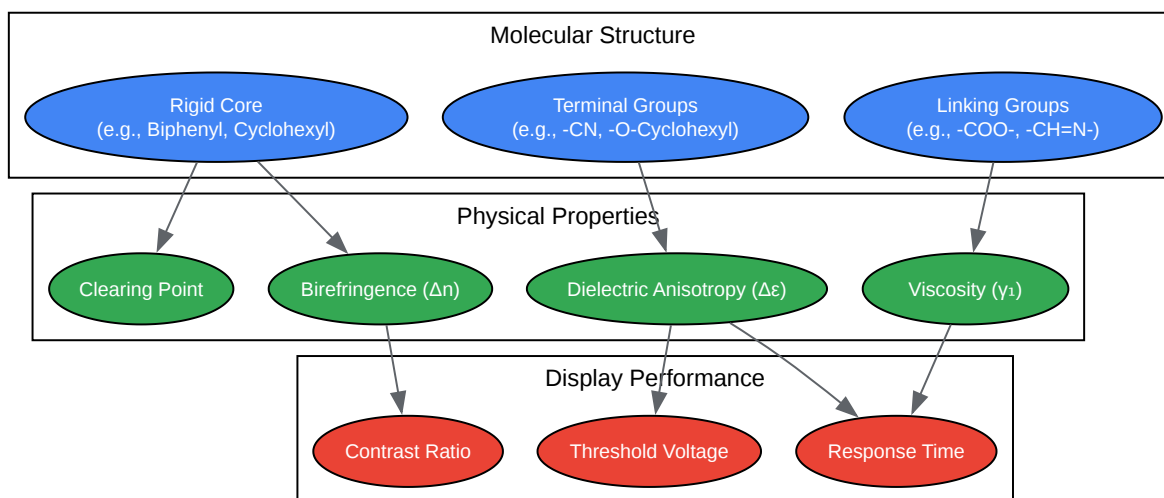 Molecular Structure
Rigid Core
(e.g., Biphenyl, Cyclohexyl)
Terminal Groups
(e.g., -CN, -O-Cyclohexyl)
Linking Groups
(e.g., -COO-, -CH=N-)
Physical Properties
Clearing Point
Birefringence (Δn)
Dielectric Anisotropy (Δε)
Viscosity (γ₁)
Display Performance
Contrast Ratio
Threshold Voltage
Response Time